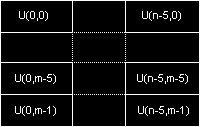 U(0,0) U(n-5,0)
U(0,m-5) U(n-5,m-5)
U(0,m-1) U(n-5,m-1)